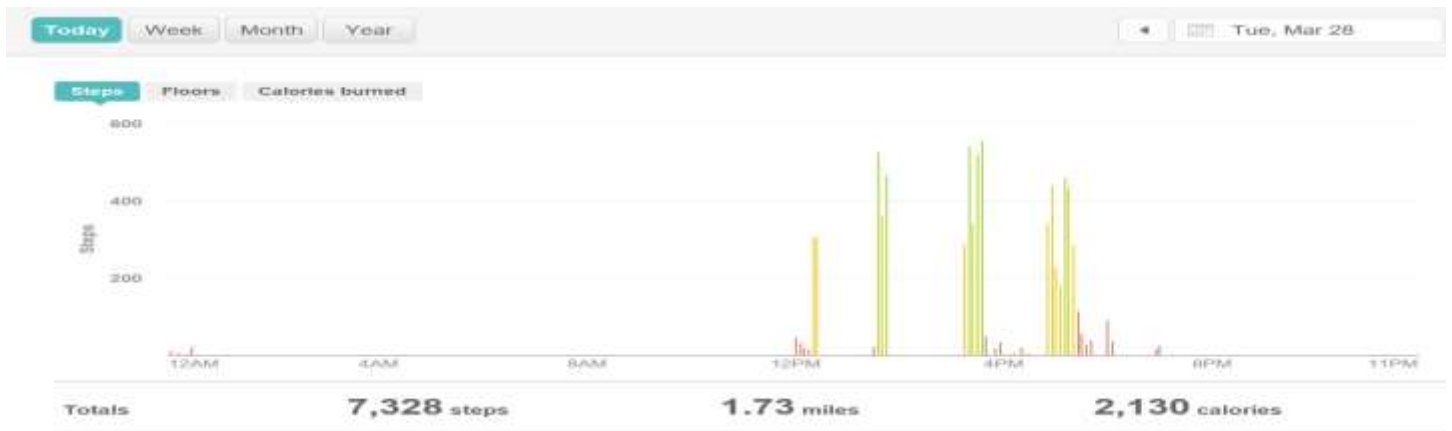 Today Week Month Year Tue, Mar 28
Steps Floors Calories burned
600
400
200
Steps
12AM 4AM 8AM 12PM 4PM 8PM 11PM
Totals 7,328 steps 1.73 miles 2,130 calories